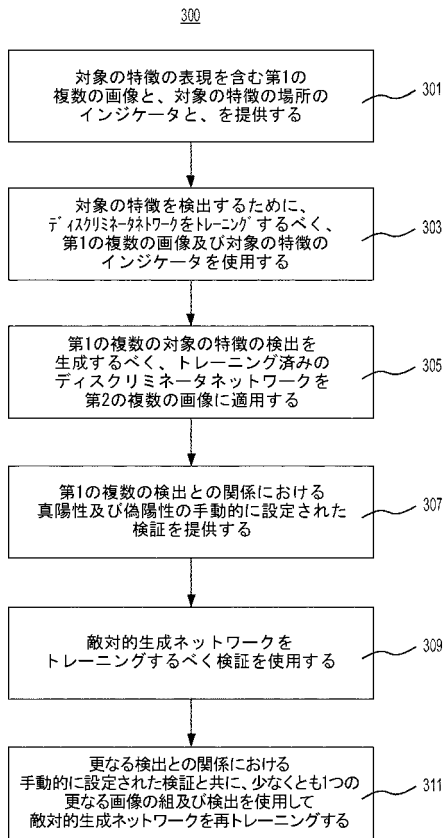 300
対象の特徴の表現を含む第1の
複数の画像と、対象の特徴の場所の
インジケータと、を提供する
301
対象の特徴を検出するために、
ﾃﾞｨｽｸﾘﾐﾈｰﾀﾈｯﾄﾜｰｸをﾄﾚｰﾆﾝｸﾞするべく、
第1の複数の画像及び対象の特徴の
インジケータを使用する
303
第1の複数の対象の特徴の検出を
生成するべく、トレーニング済みの
ディスクリミネータネットワークを
第2の複数の画像に適用する
305
第1の複数の検出との関係における
真陽性及び偽陽性の手動的に設定された
検証を提供する
307
敵対的生成ネットワークを
トレーニングするべく検証を使用する
309
更なる検出との関係における
手動的に設定された検証と共に、少なくとも1つの
更なる画像の組及び検出を使用して
敵対的生成ネットワークを再トレーニングする
311